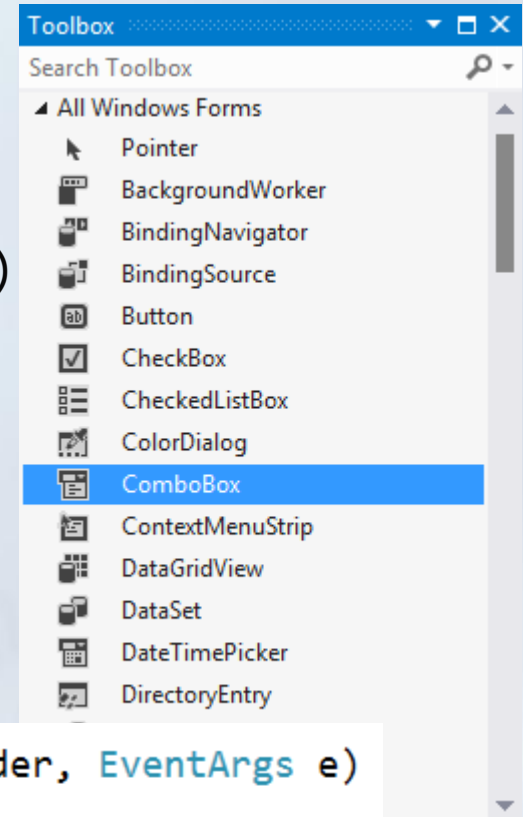 Toolbox
Search Toolbox
All Windows Forms
Pointer
BackgroundWorker
BindingNavigator
)
BindingSource
Button
CheckBox
CheckedListBox
ColorDialog
ComboBox
ContextMenuStrip
DataGridView
DataSet
DateTimePicker
DirectoryEntry
der, EventArgs e)